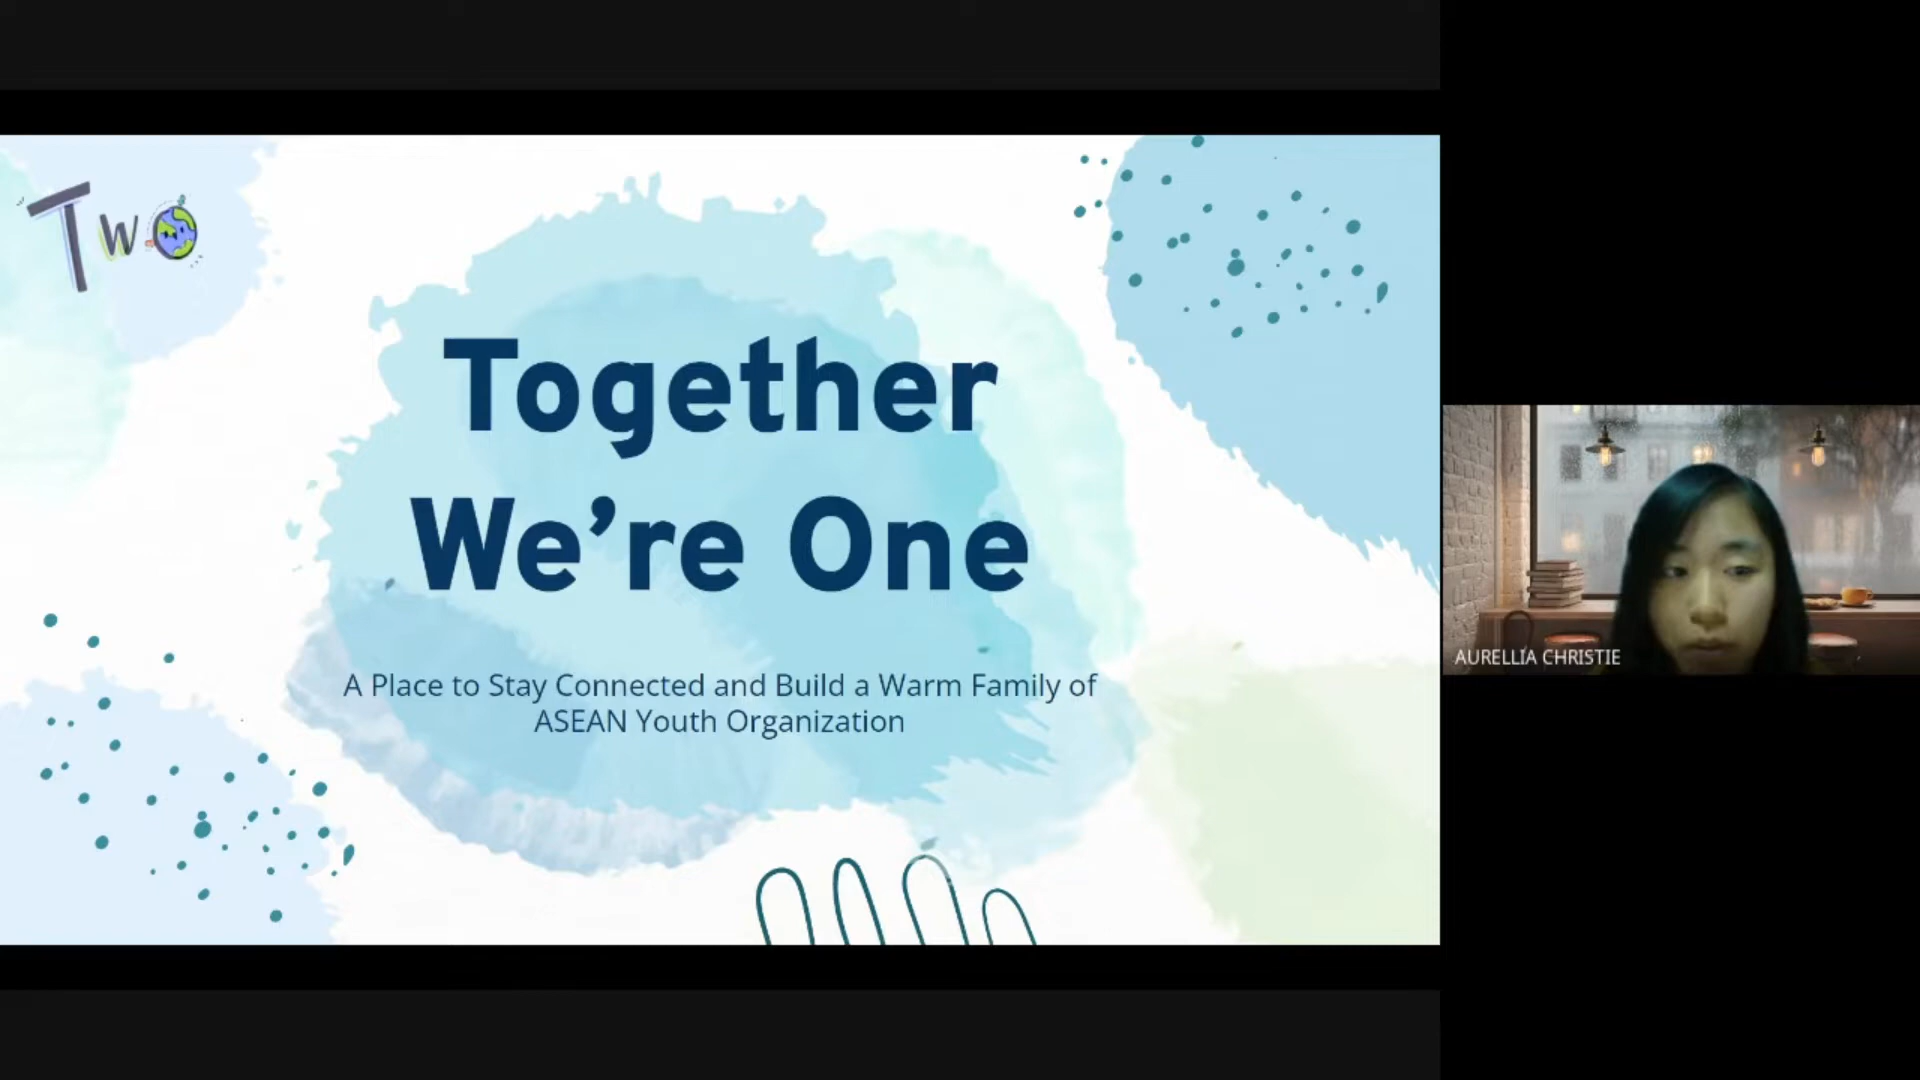 Two
Together
We're One
A Place to Stay Connected and Build a Warm Family of
ASEAN Youth Organization
AURELLIA CHRISTIE